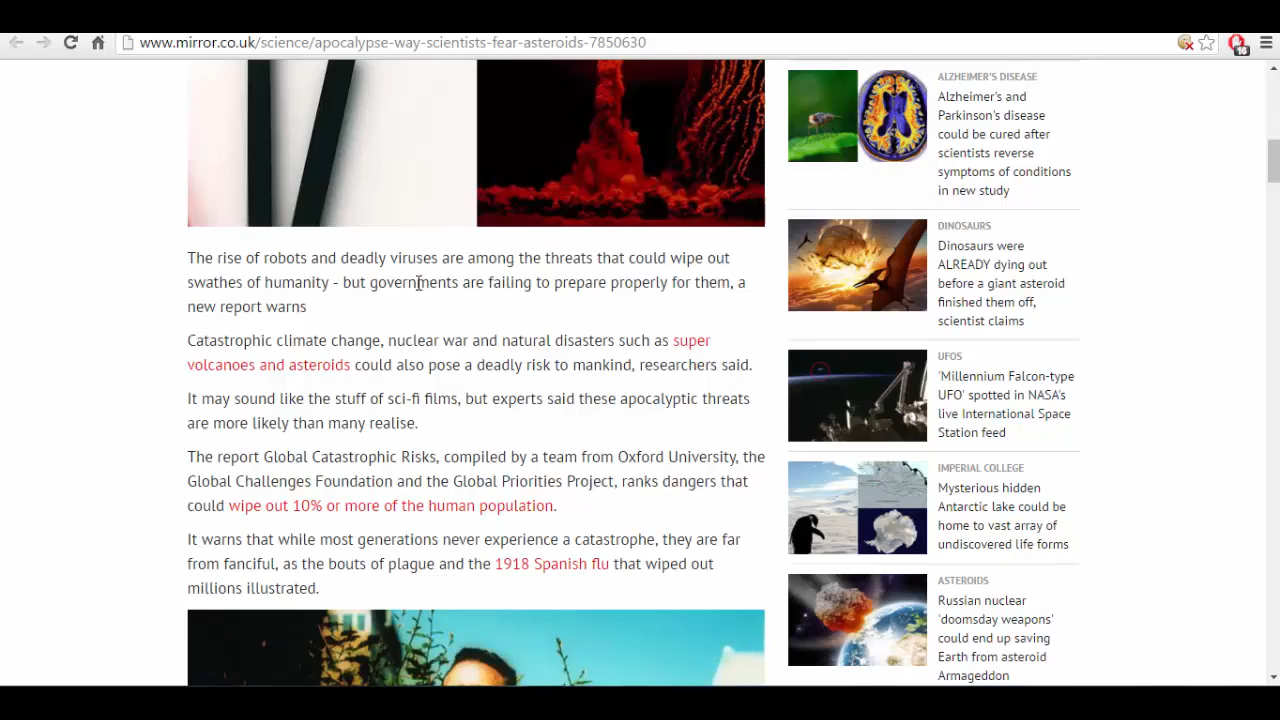 www.mirror.co.uk/science/apocalypse-way-scientists-fear-asteroids-7850630
16
The rise of robots and deadly viruses are among the threats that could wipe out
swathes of humanity - but governments are failing to prepare properly for them, a
new report warns
Catastrophic climate change, nuclear war and natural disasters such as super
volcanoes and asteroids could also pose a deadly risk to mankind, researchers said.
It may sound like the stuff of sci-fi films, but experts said these apocalyptic threats
are more likely than many realise.
The report Global Catastrophic Risks, compiled by a team from Oxford University, the
Global Challenges Foundation and the Global Priorities Project, ranks dangers that
could wipe out 10% or more of the human population.
It warns that while most generations never experience a catastrophe, they are far
from fanciful, as the bouts of plague and the 1918 Spanish flu that wiped out
millions illustrated.
ALZHEIMER'S DISEASE
Alzheimer's and
Parkinson's disease
could be cured after
scientists reverse
symptoms of conditions
in new study
DINOSAURS
Dinosaurs were
ALREADY dying out
before a giant asteroid
finished them off,
scientist claims
UFOS
'Millennium Falcon-type
UFO' spotted in NASA's
live International Space
Station feed
IMPERIAL COLLEGE
Mysterious hidden
Antarctic lake could be
home to vast array of
undiscovered life forms
ASTEROIDS
Russian nuclear
'doomsday weapons'
could end up saving
Earth from asteroid
Armageddon